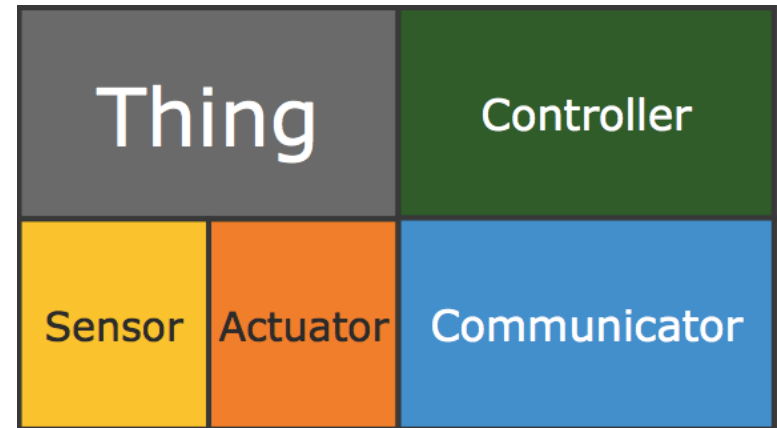 Thing
Controller
Sensor
Actuator
Communicator